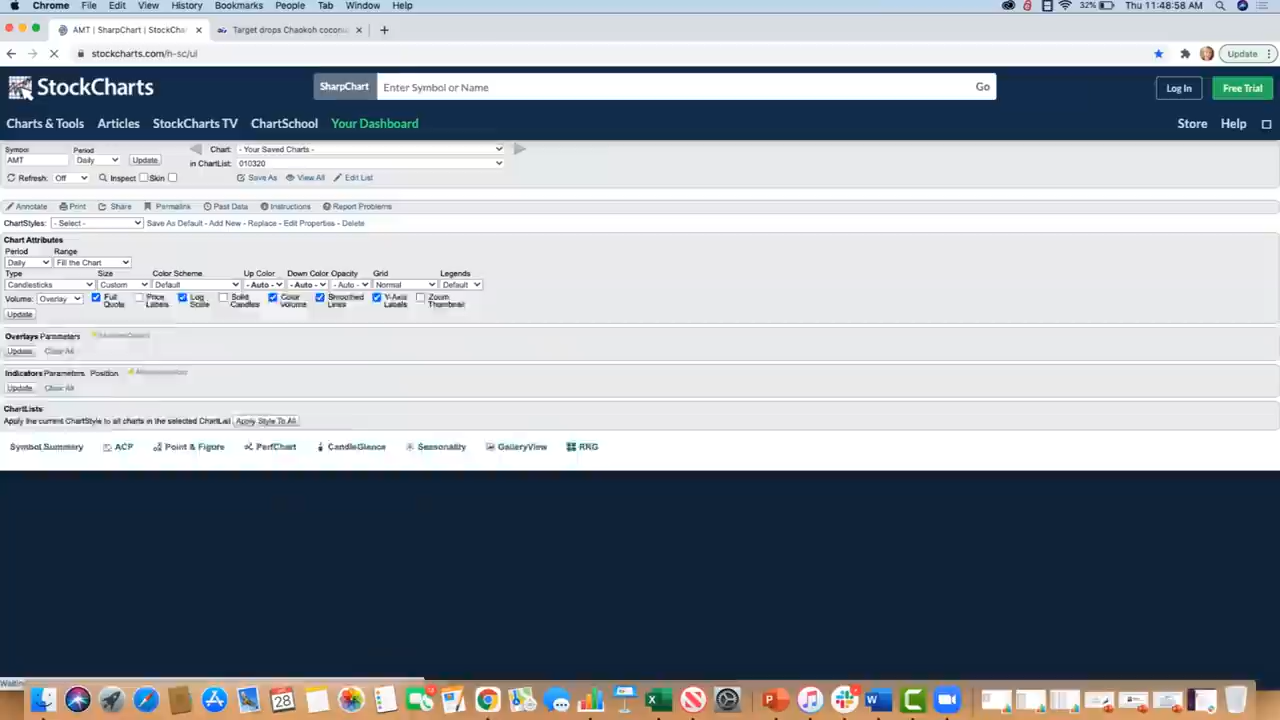 Chrome File Edit View History Bookmarks People Tab Window Help 32% Thu 11:48:58 AM
AMT | SharpChart | StockCha Target drops Chaokoh coconu
stockcharts.com/h-sc/ui Update
StockCharts SharpChart Enter Symbol or Name Go Log In Free Trial
Charts & Tools Articles StockCharts TV ChartSchool Your Dashboard Store Help
Symbol Period Chart: - Your Saved Charts -
AMT Daily Update in ChartList: 010320
Refresh: Off Inspect Skin Save As View All Edit List
Annotate Print Share Permalink Past Data Instructions Report Problems
ChartStyles: - Select - Save As Default - Add New - Replace - Edit Properties - Delete
Chart Attributes
Period Range
Daily Fill the Chart
Type Size Color Scheme Up Color Down Color Opacity Grid Legends
Candlesticks Custom Default - Auto - - Auto - - Auto - Normal Default
Volume: Overlay Full Quote Price Labels Log Scale Solid Candles Color Volume Smoothed Lines Y-Axis Labels Zoom Thumbnail
Update
Overlays Parameters
Update Clear All
Indicators Parameters Position
Update Clear All
ChartLists
Apply the current ChartStyle to all charts in the selected ChartList Apply Style To All
Symbol Summary ACP Point & Figure PerfChart CandleGlance Seasonality GalleryView RRG
Waitin
28